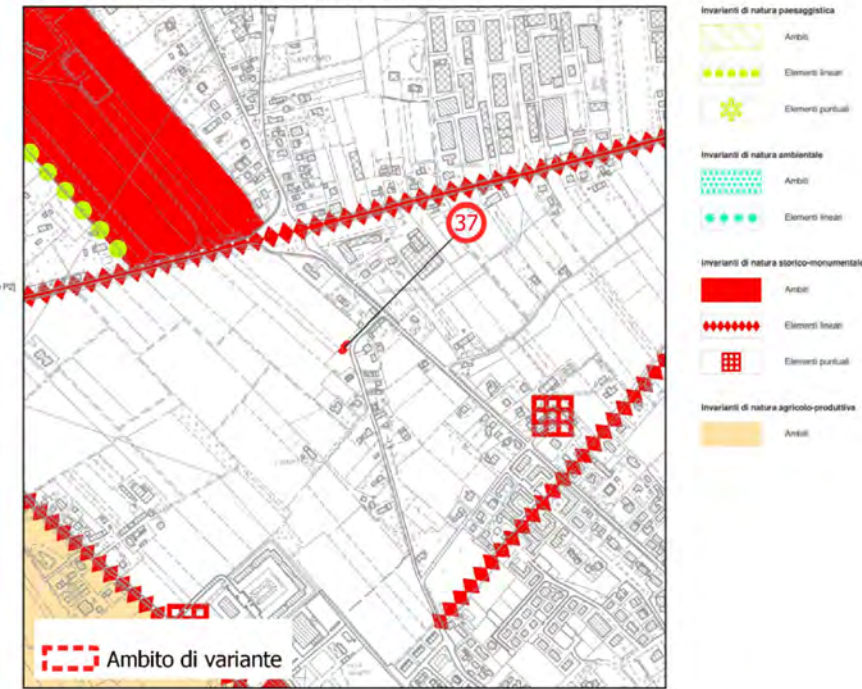 Invarianti di natura paesaggistica
Ambiti
Elementi lineari
Elementi puntuali
Invarianti di natura ambientale
Ambiti
Elementi lineari
Invarianti di natura storico-monumentale
Ambiti
Elementi lineari
Elementi puntuali
Invarianti di natura agricolo-produttiva
Ambiti
P2]
37
Ambito di variante